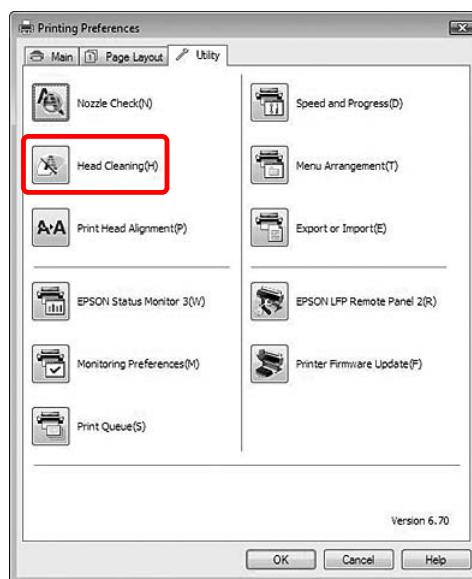 Printing Preferences
Main Page Layout Utility
Nozzle Check(N)
Speed and Progress(D)
Head Cleaning(H)
Menu Arrangement(T)
Print Head Alignment(P)
Export or Import(E)
EPSON Status Monitor 3(W)
EPSON LFP Remote Panel 2(R)
Monitoring Preferences(M)
Printer Firmware Update(F)
Print Queue(S)
Version 6.70
OK Cancel Help